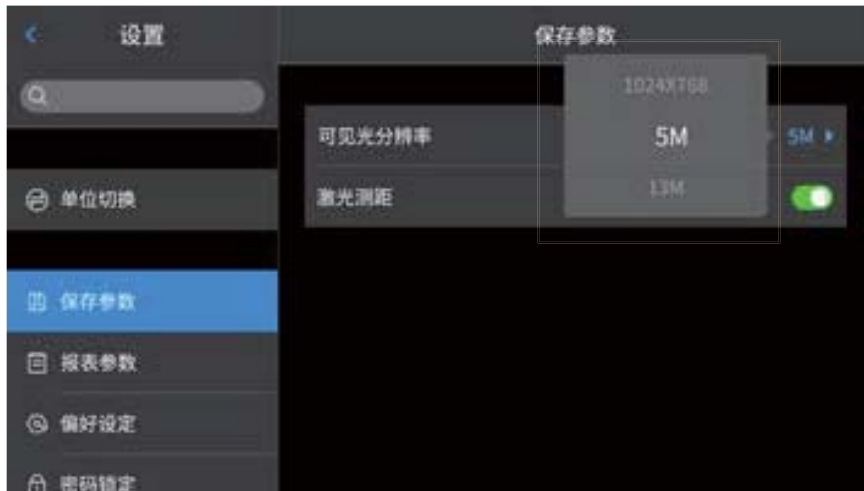 设置
保存参数
单位切换
保存参数
报表参数
偏好设定
密码锁定
1024X768
可见光分辨率
5M
5M
激光测距
13M